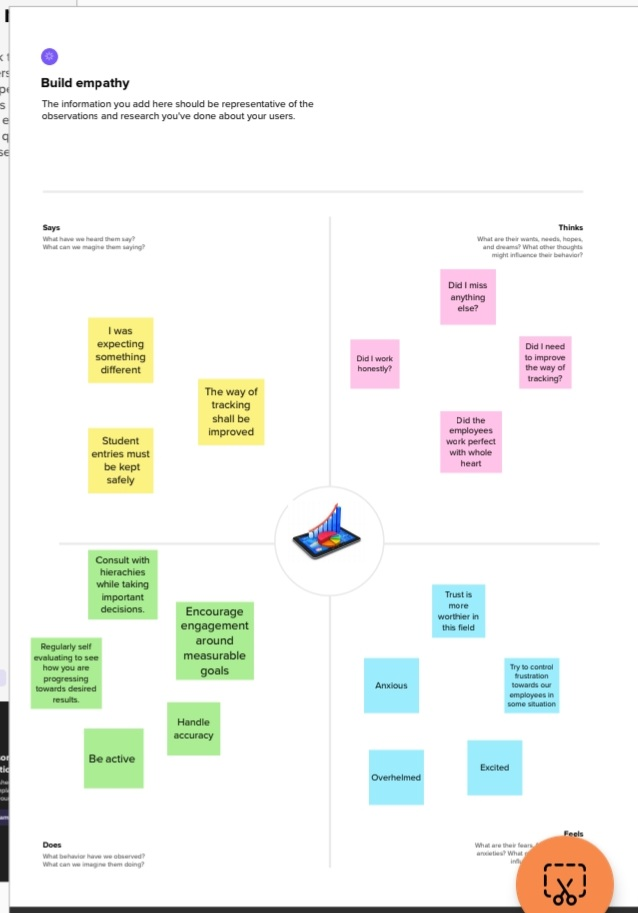 Build empathy
The information you add here should be representative of the
observations and research you've done about your users.
Says
What have we heard them say?
What can we magine them saying?
Thinks
What are their wants, needs, hopes,
and dreams? What other thoughts
might influence their behavior?
I was
expecting
something
different
The way of
tracking
shall be
improved
Student
entries must
be kept
safely
Did I miss
anything
else?
Did I work
honestly?
Did I need
to improve
the way of
tracking?
Did the
employees
work perfect
with whole
heart
Consult with
hierachies
while taking
important
decisions.
Encourage
engagement
around
measurable
goals
Regularly self
evaluating to see
how you are
progressing
towards desired
results.
Handle
accuracy
Be active
Trust is
more
worthier in
this field
Anxious
Try to control
frustration
towards our
employees in
some situation
Overhelmed
Excited
Does
What behavior have we observed?
What can we imagine them doing?
Feels
What are their fears,
anxieties? What